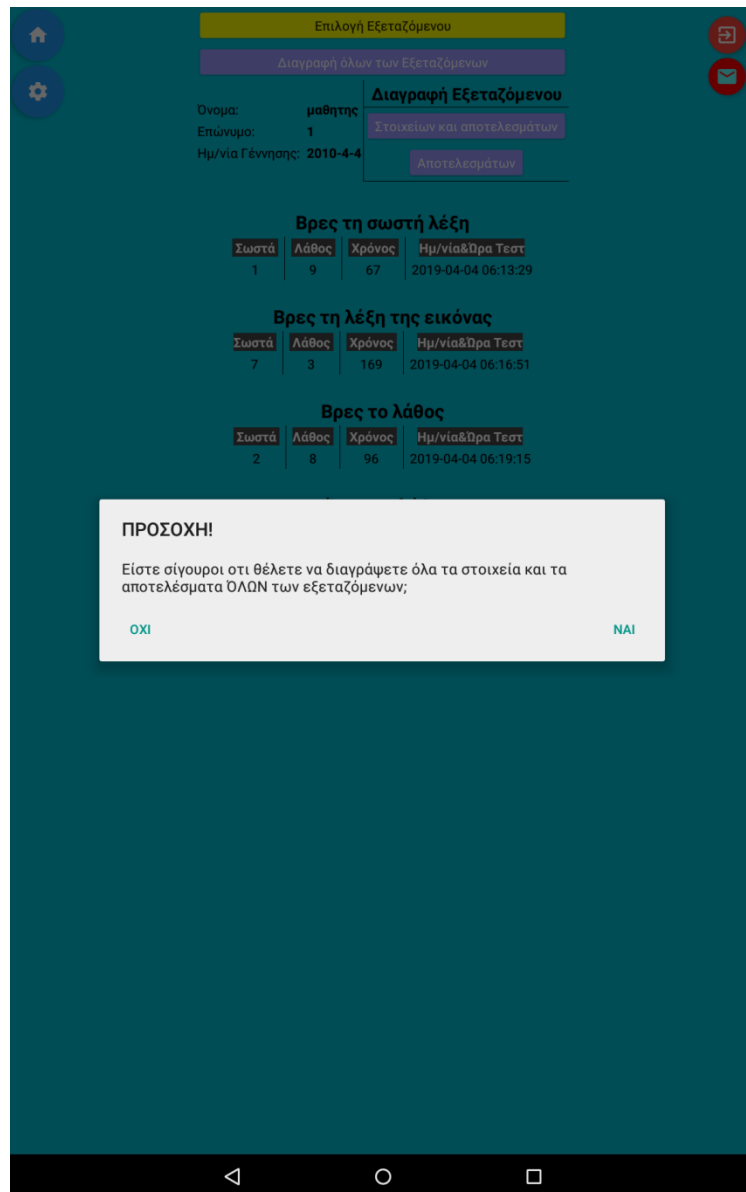 Επιλογή Εξεταζόμενου
Διαγραφή όλων των Εξεταζόμενων
Διαγραφή Εξεταζόμενου
Όνομα: μαθητης
Επώνυμο: 1
Ημ/νία Γέννησης: 2010-4-4
Στοιχείων και αποτελεσμάτων
Αποτελεσμάτων
Βρες τη σωστή λέξη
Σωστά Λάθος Χρόνος Ημ/νία&Ώρα Τεστ
1 9 67 2019-04-04 06:13:29
Βρες τη λέξη της εικόνας
Σωστά Λάθος Χρόνος Ημ/νία&Ώρα Τεστ
7 3 169 2019-04-04 06:16:51
Βρες το λάθος
Σωστά Λάθος Χρόνος Ημ/νία&Ώρα Τεστ
2 8 96 2019-04-04 06:19:15
ΠΡΟΣΟΧΗ!
Είστε σίγουροι οτι θέλετε να διαγράψετε όλα τα στοιχεία και τα
αποτελέσματα ΌΛΩΝ των εξεταζόμενων;
ΟΧΙ ΝΑΙ